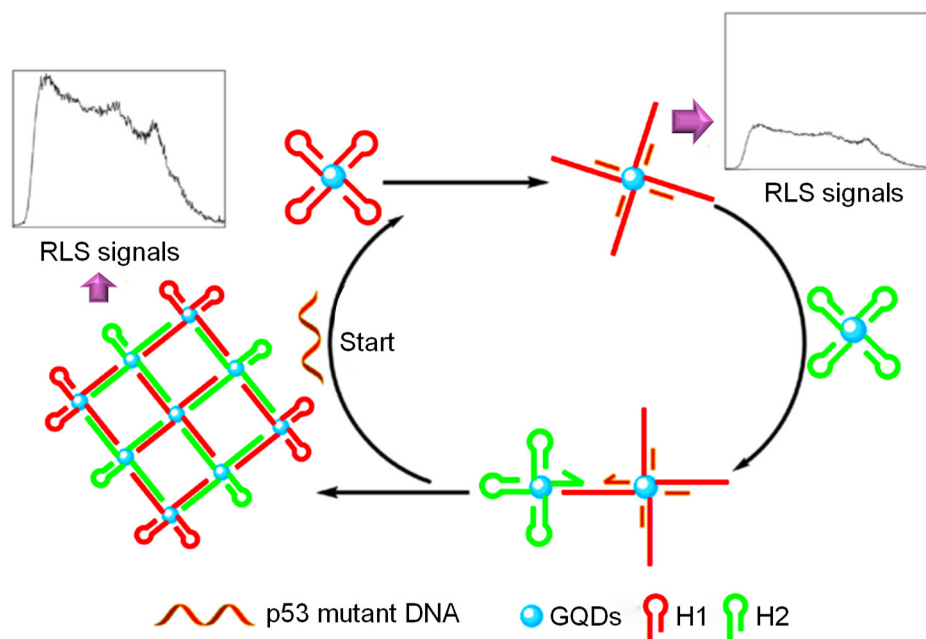 RLS signals
RLS signals
Start
p53 mutant DNA
GQDs
H1
H2